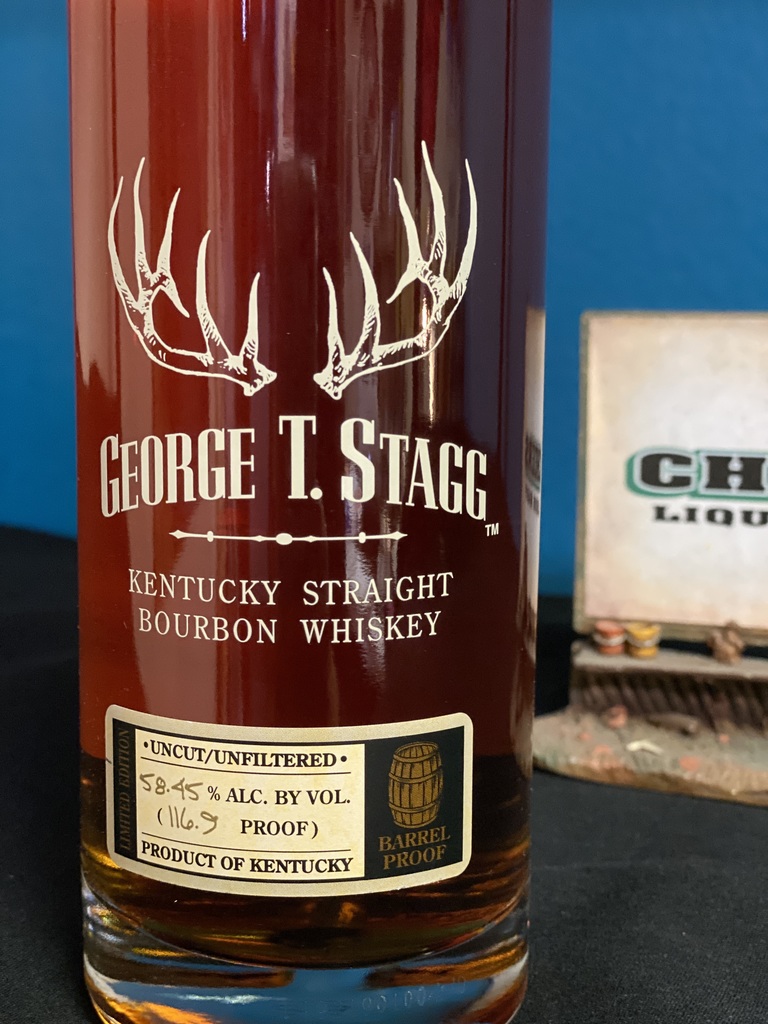 GEORGE T. STAGG
TM
KENTUCKY STRAIGHT
BOURBON WHISKEY
LIMITED EDITION
•UNCUT/UNFILTERED•
58.45 % ALC. BY VOL.
(116.9 PROOF)
PRODUCT OF KENTUCKY
BARREL
PROOF
CH
LIQU